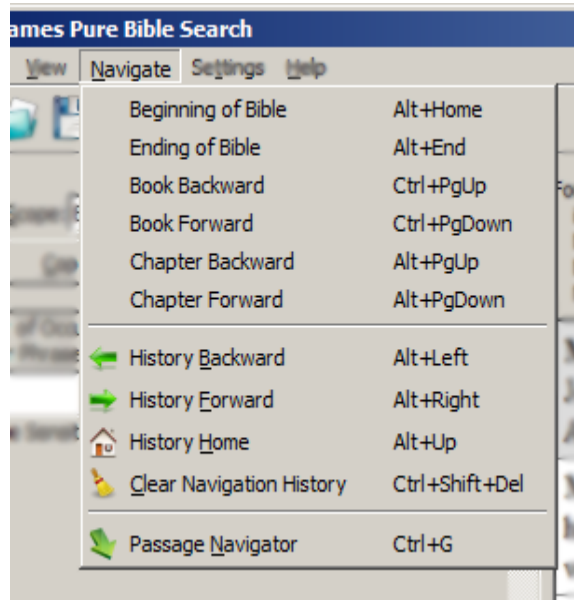 ames Pure Bible Search
View Navigate Settings Help
Beginning of Bible Alt+Home
Ending of Bible Alt+End
Book Backward Ctrl+PgUp
Book Forward Ctrl+PgDown
Chapter Backward Alt+PgUp
Chapter Forward Alt+PgDown
History Backward Alt+Left
History Forward Alt+Right
History Home Alt+Up
Clear Navigation History Ctrl+Shift+Del
Passage Navigator Ctrl+G